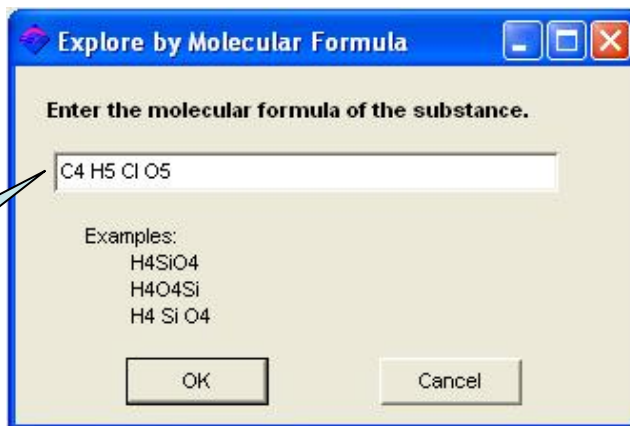 Explore by Molecular Formula
Enter the molecular formula of the substance.
C4 H5 Cl O5
Examples:
H4SiO4
H4O4Si
H4 Si O4
OK
Cancel